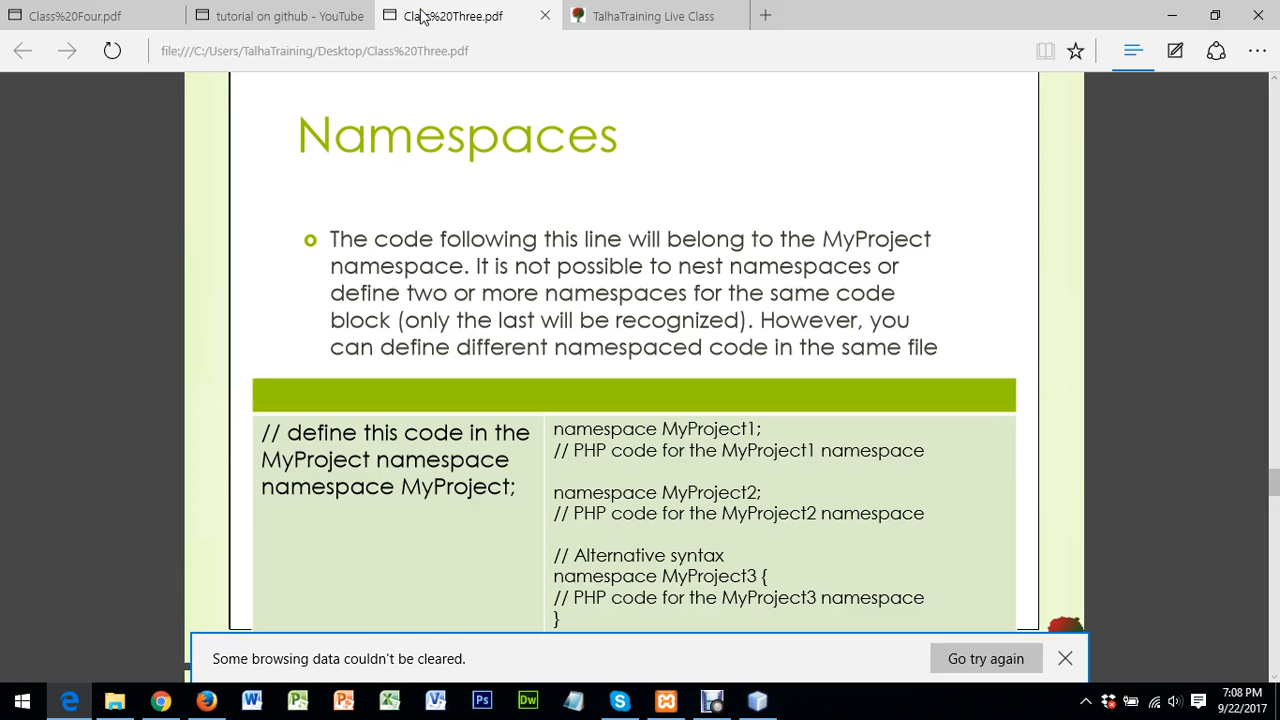 Class%20Four.pdf
tutorial on github - YouTube
Class%20Three.pdf
TalhaTraining Live Class
file:///C:/Users/TalhaTraining/Desktop/Class%20Three.pdf
Namespaces
The code following this line will belong to the MyProject
namespace. It is not possible to nest namespaces or
define two or more namespaces for the same code
block (only the last will be recognized). However, you
can define different namespaced code in the same file
// define this code in the
MyProject namespace
namespace MyProject;
namespace MyProject1;
// PHP code for the MyProject1 namespace
namespace MyProject2;
// PHP code for the MyProject2 namespace
// Alternative syntax
namespace MyProject3 {
// PHP code for the MyProject3 namespace
}
Some browsing data couldn't be cleared.
Go try again
7:08 PM
9/22/2017